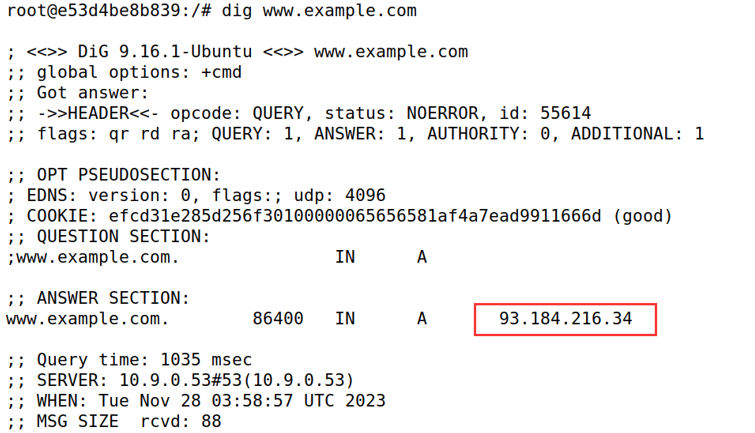 root@e53d4be8b839:/# dig www.example.com
; <<>> DiG 9.16.1-Ubuntu <<>> www.example.com
;; global options: +cmd
;; Got answer:
;; ->>HEADER<<- opcode: QUERY, status: NOERROR, id: 55614
;; flags: qr rd ra; QUERY: 1, ANSWER: 1, AUTHORITY: 0, ADDITIONAL: 1
;; OPT PSEUDOSECTION:
; EDNS: version: 0, flags:; udp: 4096
; COOKIE: efcd31e285d256f30100000065656581af4a7ead9911666d (good)
;; QUESTION SECTION:
;www.example.com. IN A
;; ANSWER SECTION:
www.example.com. 86400 IN A 93.184.216.34
;; Query time: 1035 msec
;; SERVER: 10.9.0.53#53(10.9.0.53)
;; WHEN: Tue Nov 28 03:58:57 UTC 2023
;; MSG SIZE rcvd: 88